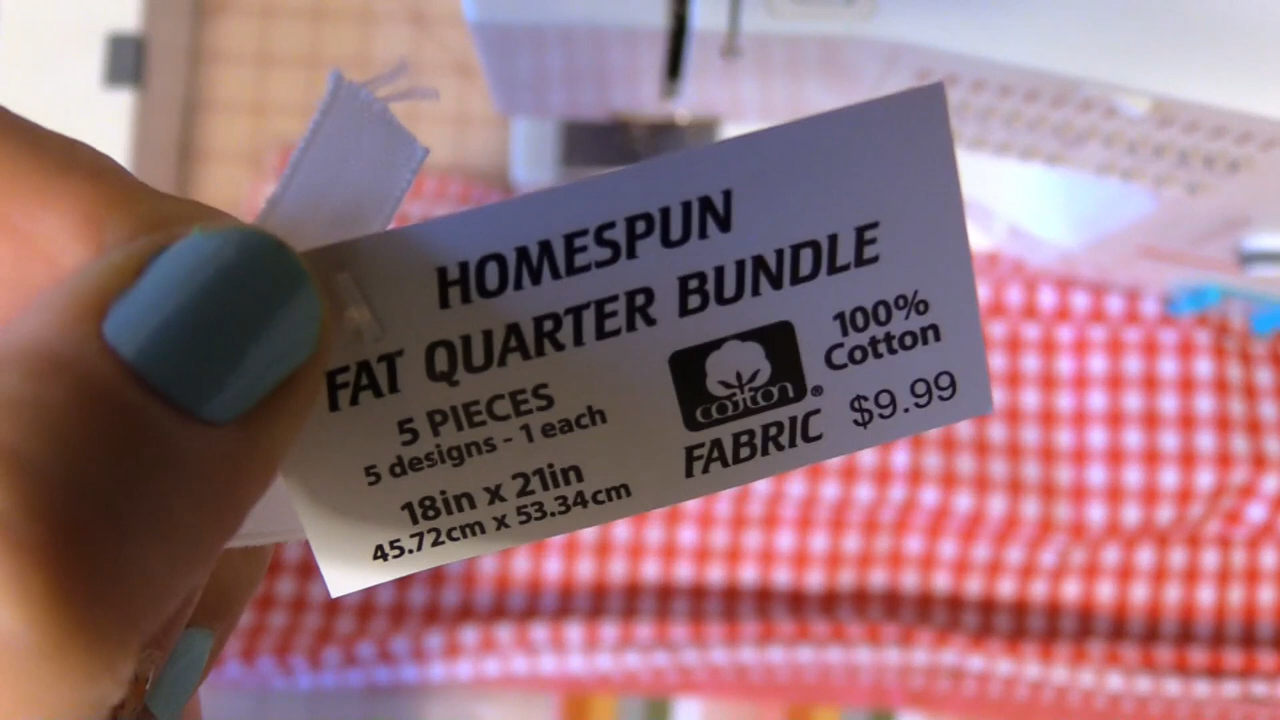 HOMESPUN
FAT QUARTER BUNDLE
5 PIECES
5 designs - 1 each
18in x 21in
45.72cm x 53.34cm
cotton®
FABRIC
100%
Cotton
$9.99